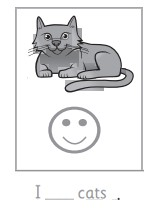 I ___ cats .